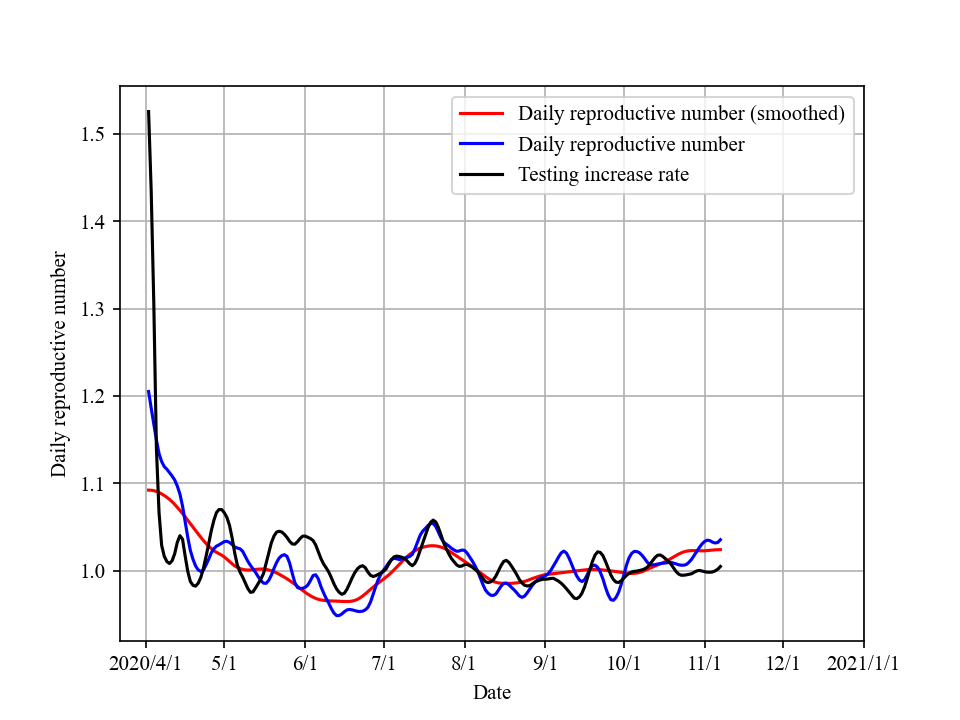 Daily reproductive number (smoothed)
Daily reproductive number
Testing increase rate
Daily reproductive number
1.5
1.4
1.3
1.2
1.1
1.0
2020/4/1 5/1 6/1 7/1 8/1 9/1 10/1 11/1 12/1 2021/1/1
Date